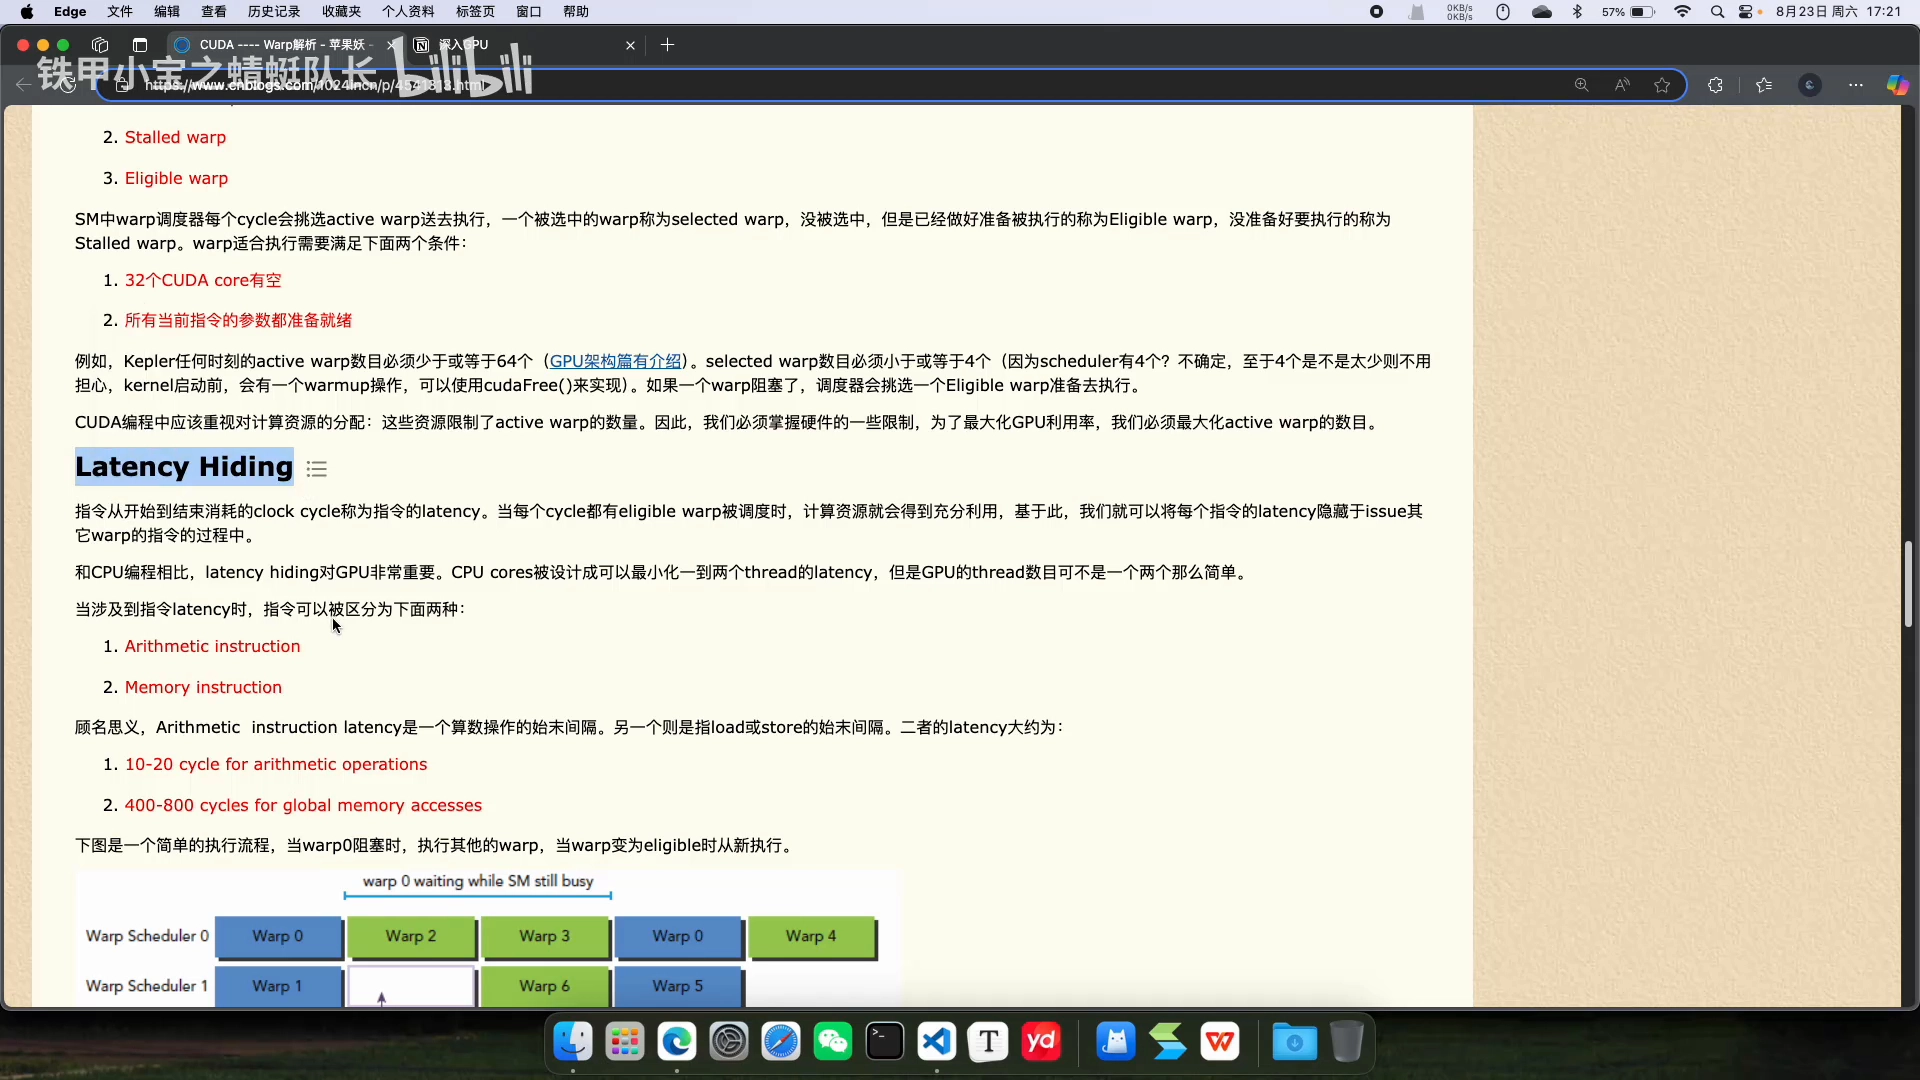 Edge 文件 编辑 查看 历史记录 收藏夹 个人资料 标签页 窗口 帮助 0KB/s 0KB/s 57% 8月23日 周六 17:21
CUDA ---- Warp解析 - 苹果妖 - 深入GPU
铁甲小宝之蜻蜓队长 bilibili
https://www.cnblogs.com/1024incn/p/4541313.html
2. Stalled warp
3. Eligible warp
SM中warp调度器每个cycle会挑选active warp送去执行，一个被选中的warp称为selected warp，没被选中，但是已经做好准备被执行的称为Eligible warp，没准备好要执行的称为
Stalled warp。warp适合执行需要满足下面两个条件：
1. 32个CUDA core有空
2. 所有当前指令的参数都准备就绪
例如，Kepler任何时刻的active warp数目必须少于或等于64个（GPU架构篇有介绍）。selected warp数目必须小于或等于4个（因为scheduler有4个？不确定，至于4个是不是太少则不用
担心，kernel启动前，会有一个warmup操作，可以使用cudaFree()来实现）。如果一个warp阻塞了，调度器会挑选一个Eligible warp准备去执行。
CUDA编程中应该重视对计算资源的分配：这些资源限制了active warp的数量。因此，我们必须掌握硬件的一些限制，为了最大化GPU利用率，我们必须最大化active warp的数目。
Latency Hiding
指令从开始到结束消耗的clock cycle称为指令的latency。当每个cycle都有eligible warp被调度时，计算资源就会得到充分利用，基于此，我们就可以将每个指令的latency隐藏于issue其
它warp的指令的过程中。
和CPU编程相比，latency hiding对GPU非常重要。CPU cores被设计成可以最小化一到两个thread的latency，但是GPU的thread数目可不是一个两个那么简单。
当涉及到指令latency时，指令可以被区分为下面两种：
1. Arithmetic instruction
2. Memory instruction
顾名思义，Arithmetic  instruction latency是一个算数操作的始末间隔。另一个则是指load或store的始末间隔。二者的latency大约为：
1. 10-20 cycle for arithmetic operations
2. 400-800 cycles for global memory accesses
下图是一个简单的执行流程，当warp0阻塞时，执行其他的warp，当warp变为eligible时从新执行。
warp 0 waiting while SM still busy
Warp Scheduler 0 Warp 0 Warp 2 Warp 3 Warp 0 Warp 4
Warp Scheduler 1 Warp 1 Warp 6 Warp 5
T yd W